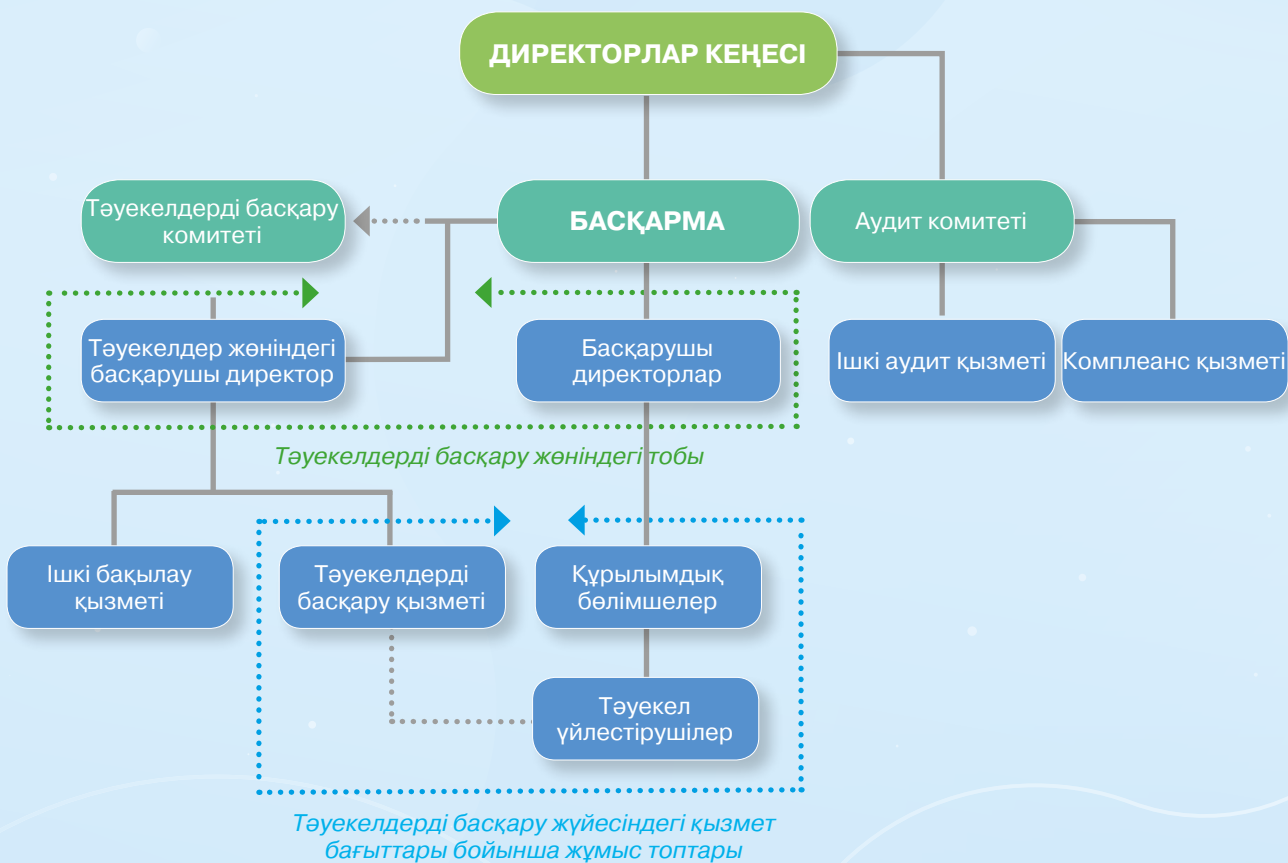 ДИРЕКТОРЛАР КЕҢЕСІ
Тәуекелдерді басқару
комитеті
БАСҚАРМА
Аудит комитеті
Тәуекелдер жөніндегі
басқарушы директор
Басқарушы
директорлар
Ішкі аудит қызметі
Комплеанс қызметі
Тәуекелдерді басқару жөніндегі тобы
Ішкі бақылау
қызметі
Тәуекелдерді
басқару қызметі
Құрылымдық
бөлімшелер
Тәуекел
үйлестірушілер
Тәуекелдерді басқару жүйесіндегі қызмет
бағыттары бойынша жұмыс топтары